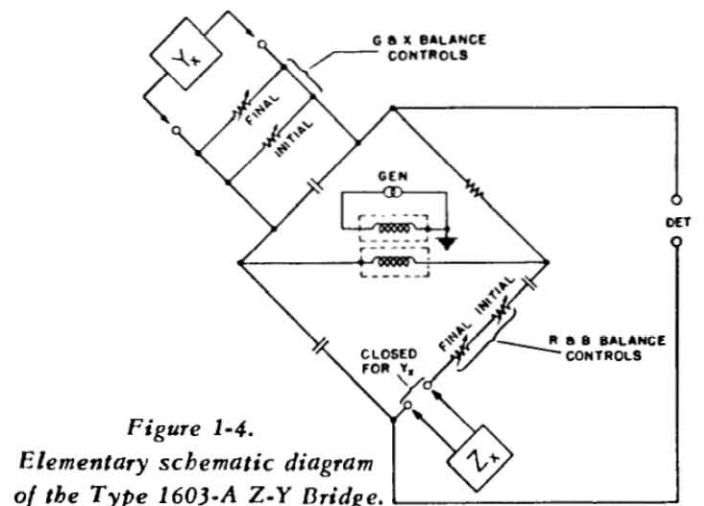 G & X BALANCE
CONTROLS
Yx
FINAL
INITIAL
GEN
DET
FINAL INITIAL
R & B BALANCE
CONTROLS
CLOSED
FOR Yx
Zx
Figure 1-4.
Elementary schematic diagram
of the Type 1603-A Z-Y Bridge.